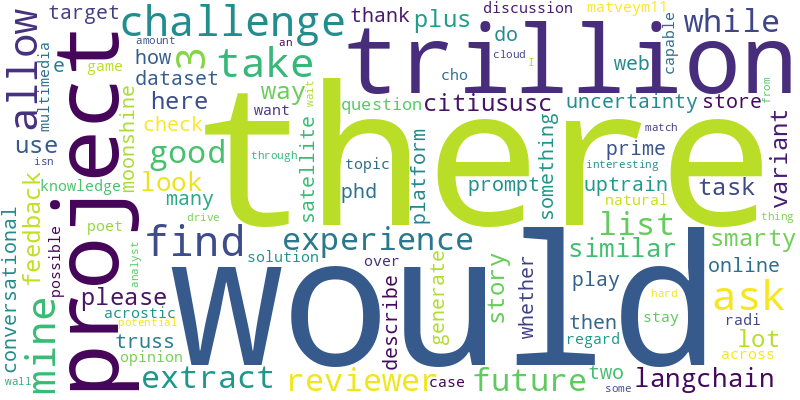 target
challenge
thank
plus
discussion
matveym11
while
allow
multimedia
e
game
how
3
amount
an
take
do
cho
cloud
I
trillion
web
capable
dataset
here
way
want
wait
question
citiususc
uncertainty
store
from
project
use
isn
moonshine
check
good
there
match
variant
knowledge
look
many
through
satellite
topic
phd
platform
prompt
something
prime
interesting
uptrain
natural
task
feedback
poet
drive
list
thing
conversational
possible
find
experience
similar
smarty
mine
please
analyst
solution
over
would
generate
story
whether
play
online
acrostic
potential
truss
opinion
describe
then
regard
hard
stay
radi
ask
lot
across
wall
extract
reviewer
case
future
two
some
langchain